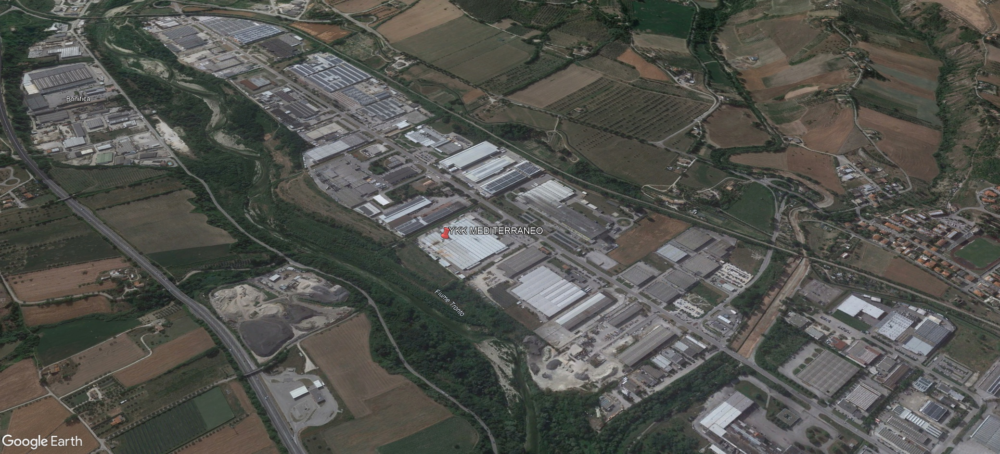 Bonifica
YKK MEDITERRANEO
Fiume Tronto
Google Earth